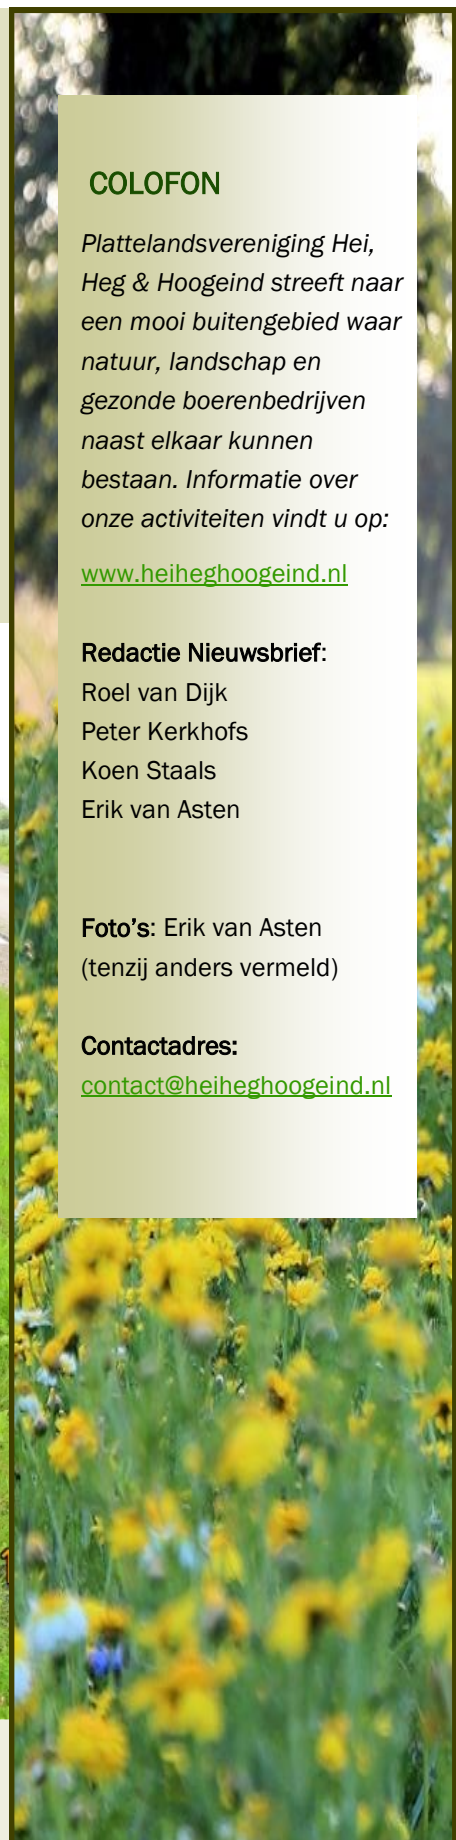 COLOFON
Plattelandsvereniging Hei,
Heg & Hoogeind streeft naar
een mooi buitengebied waar
natuur, landschap en
gezonde boerenbedrijven
naast elkaar kunnen
bestaan. Informatie over
onze activiteiten vindt u op:
www.heiheghoogeind.nl
Redactie Nieuwsbrief:
Roel van Dijk
Peter Kerkhofs
Koen Staals
Erik van Asten
Foto’s: Erik van Asten
(tenzij anders vermeld)
Contactadres:
contact@heiheghoogeind.nl